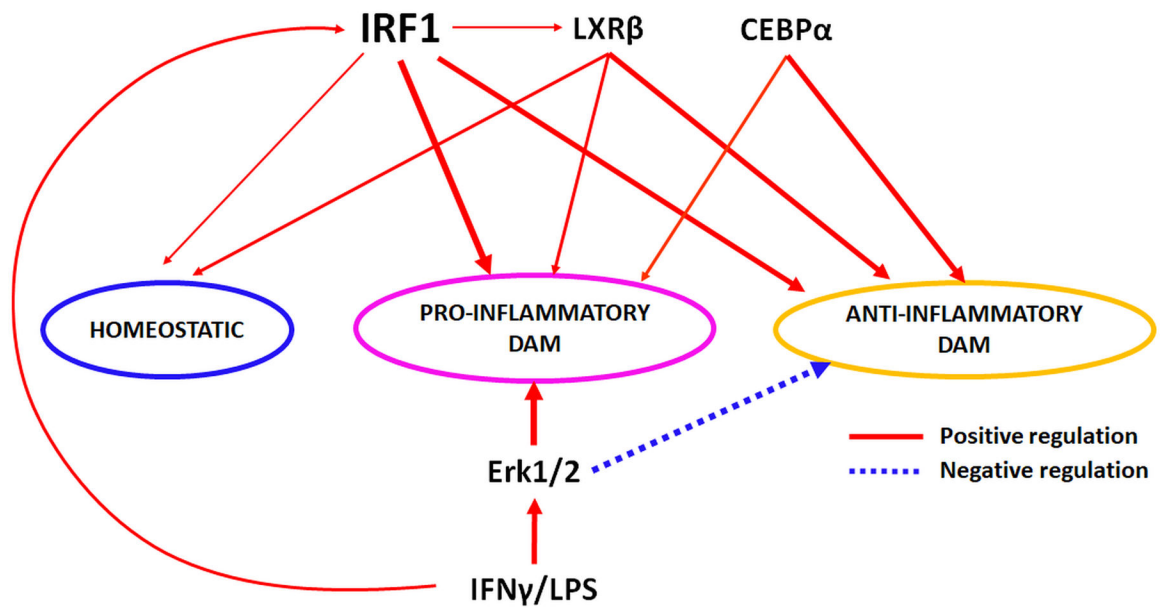 IRF1
LXRβ
CEBPα
HOMEOSTATIC
PRO-INFLAMMATORY
DAM
ANTI-INFLAMMATORY
DAM
Positive regulation
Negative regulation
Erk1/2
IFNγ/LPS